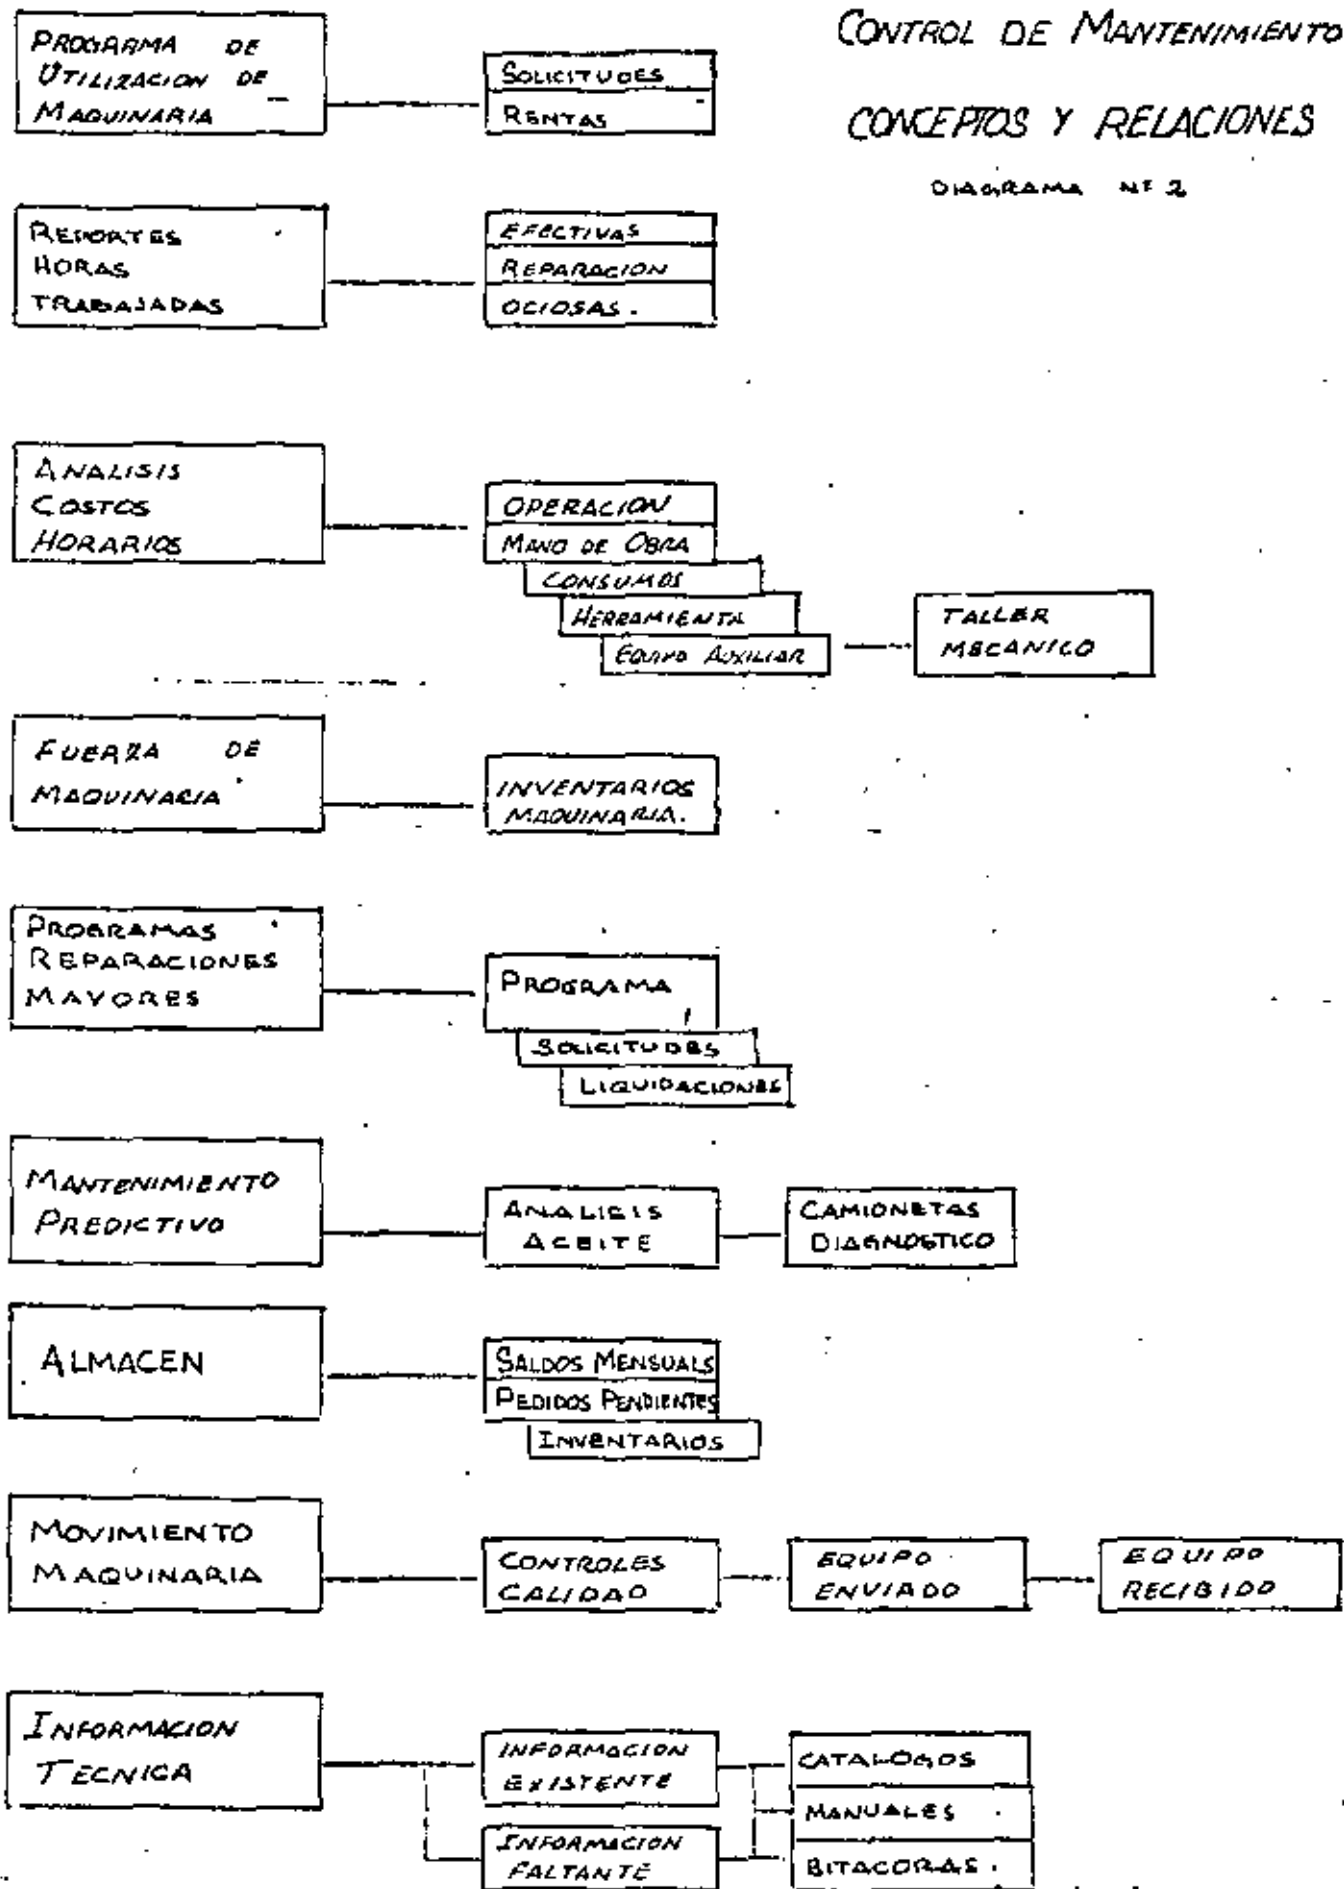 CONTROL DE MANTENIMIENTO
CONCEPTOS Y RELACIONES
DIAGRAMA Nº 2
PROGRAMA DE
UTILIZACION DE
MAQUINARIA
SOLICITUDES
RENTAS
REPORTES
HORAS
TRABAJADAS
EFECTIVAS
REPARACION
OCIOSAS.
ANALISIS
COSTOS
HORARIOS
OPERACION
MANO DE OBRA
CONSUMOS
HERRAMIENTA
EQUIPO AUXILIAR
TALLER
MECANICO
FUERZA DE
MAQUINARIA
INVENTARIOS
MAQUINARIA.
PROGRAMAS
REPARACIONES
MAYORES
PROGRAMA
SOLICITUDES
LIQUIDACIONES
MANTENIMIENTO
PREDICTIVO
ANALISIS
ACEITE
CAMIONETAS
DIAGNOSTICO
ALMACEN
SALDOS MENSUALS
PEDIDOS PENDIENTES
INVENTARIOS
MOVIMIENTO
MAQUINARIA
CONTROLES
CALIDAD
EQUIPO
ENVIADO
EQUIPO
RECIBIDO
INFORMACION
TECNICA
INFORMACION
EXISTENTE
INFORMACION
FALTANTE
CATALOGOS
MANUALES
BITACORAS.